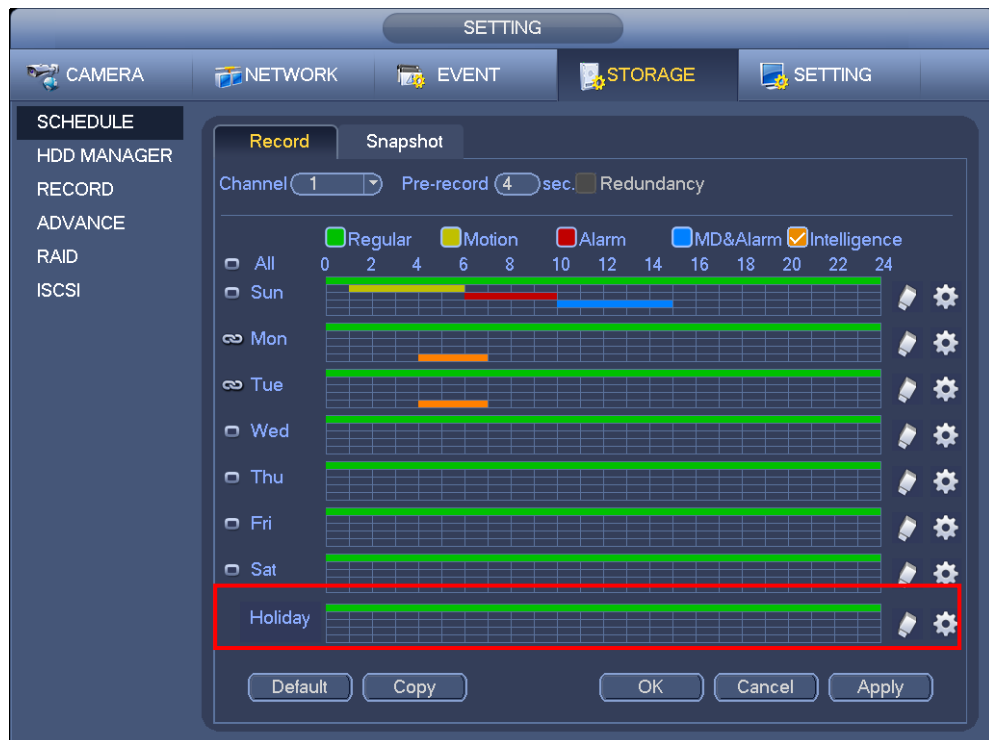 SETTING
CAMERA NETWORK EVENT STORAGE SETTING
SCHEDULE
HDD MANAGER
RECORD
ADVANCE
RAID
ISCSI
Record Snapshot
Channel 1 Pre-record 4 sec. Redundancy
Regular Motion Alarm MD&Alarm Intelligence
All 0 2 4 6 8 10 12 14 16 18 20 22 24
Sun
Mon
Tue
Wed
Thu
Fri
Sat
Holiday
Default Copy OK Cancel Apply